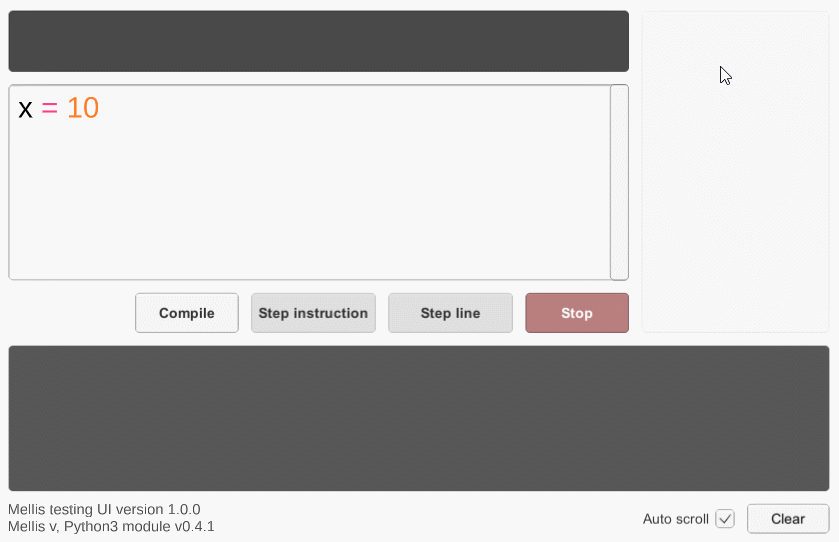 x = 10
Compile
Step instruction
Step line
Stop
Mellis testing UI version 1.0.0
Mellis v, Python3 module v0.4.1
Auto scroll
Clear